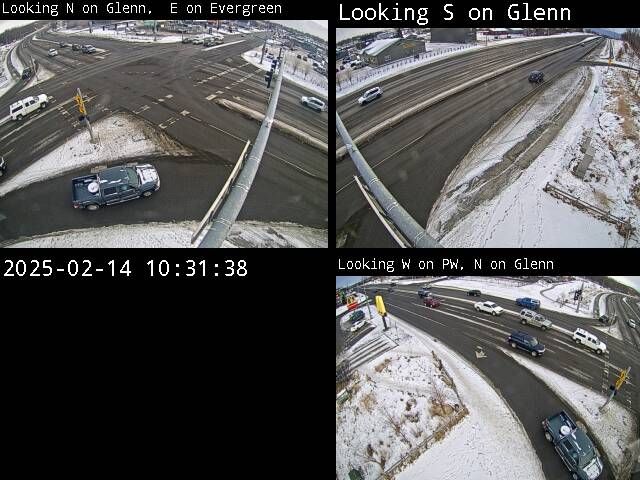 Looking N on Glenn,  E on Evergreen
Looking S on Glenn
2025-02-14 10:31:38
Looking W on PW, N on Glenn